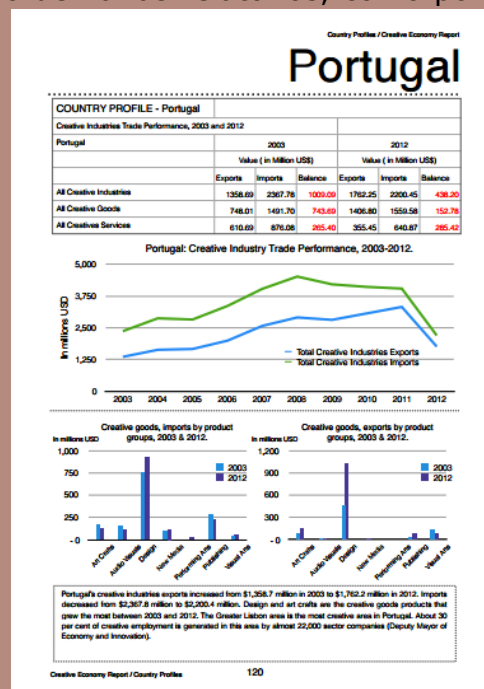 Country Profiles / Creative Economy Report
Portugal
COUNTRY PROFILE - Portugal
Creative Industries Trade Performance, 2003 and 2012
Portugal 2003 2012
Value ( in Million US$) Value ( in Million US$)
Exports Imports Balance Exports Imports Balance
All Creative Industries 1358.69 2367.78 1009.09 1762.25 2200.45 438.20
All Creative Goods 748.01 1491.70 743.69 1406.80 1559.58 152.78
All Creatives Services 610.69 876.08 265.40 355.45 640.87 285.42
Portugal: Creative Industry Trade Performance, 2003-2012.
In millions USD
5,000
3,750
2,500
1,250
0
Total Creative Industries Exports
Total Creative Industries Imports
2003 2004 2005 2006 2007 2008 2009 2010 2011 2012
Creative goods, imports by product
groups, 2003 & 2012.
In millions USD
1,000
750
500
250
- 0
2003
2012
Art Crafts Audio Visuals Design New Media Performing Arts Publishing Visual Arts
Creative goods, exports by product
groups, 2003 & 2012.
In millions USD
1,200
900
600
300
- 0
2003
2012
Art Crafts Audio Visuals Design New Media Performing Arts Publishing Visual Arts
Portugal's creative industries exports increased from $1,358.7 million in 2003 to $1,762.2 million in 2012. Imports
decreased from $2,367.8 million to $2,200.4 million. Design and art crafts are the creative goods products that
grew the most between 2003 and 2012. The Greater Lisbon area is the most creative area in Portugal. About 30
per cent of creative employment is generated in this area by almost 22,000 sector companies (Deputy Mayor of
Economy and Innovation).
Creative Economy Report / Country Profiles 120